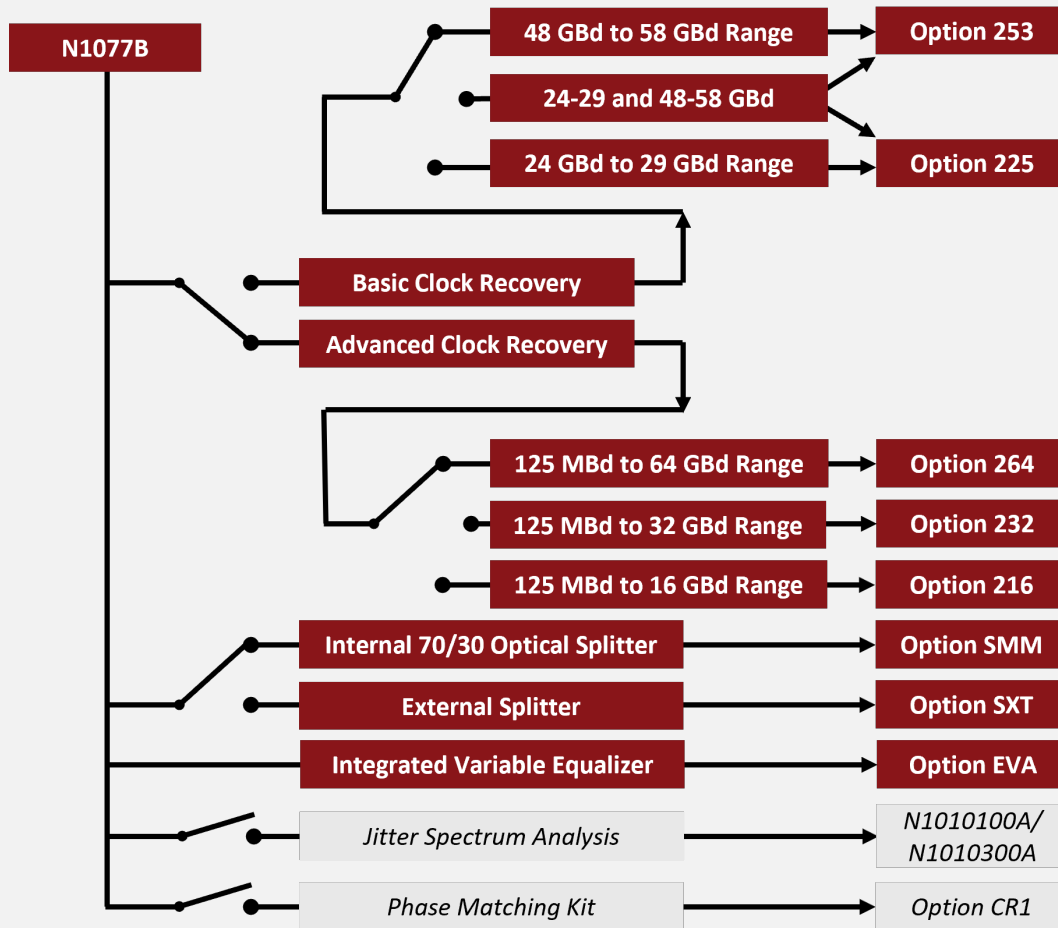 N1077B
48 GBd to 58 GBd Range
Option 253
24-29 and 48-58 GBd
24 GBd to 29 GBd Range
Option 225
Basic Clock Recovery
Advanced Clock Recovery
125 MBd to 64 GBd Range
Option 264
125 MBd to 32 GBd Range
Option 232
125 MBd to 16 GBd Range
Option 216
Internal 70/30 Optical Splitter
Option SMM
External Splitter
Option SXT
Integrated Variable Equalizer
Option EVA
Jitter Spectrum Analysis
N1010100A/
N1010300A
Phase Matching Kit
Option CR1